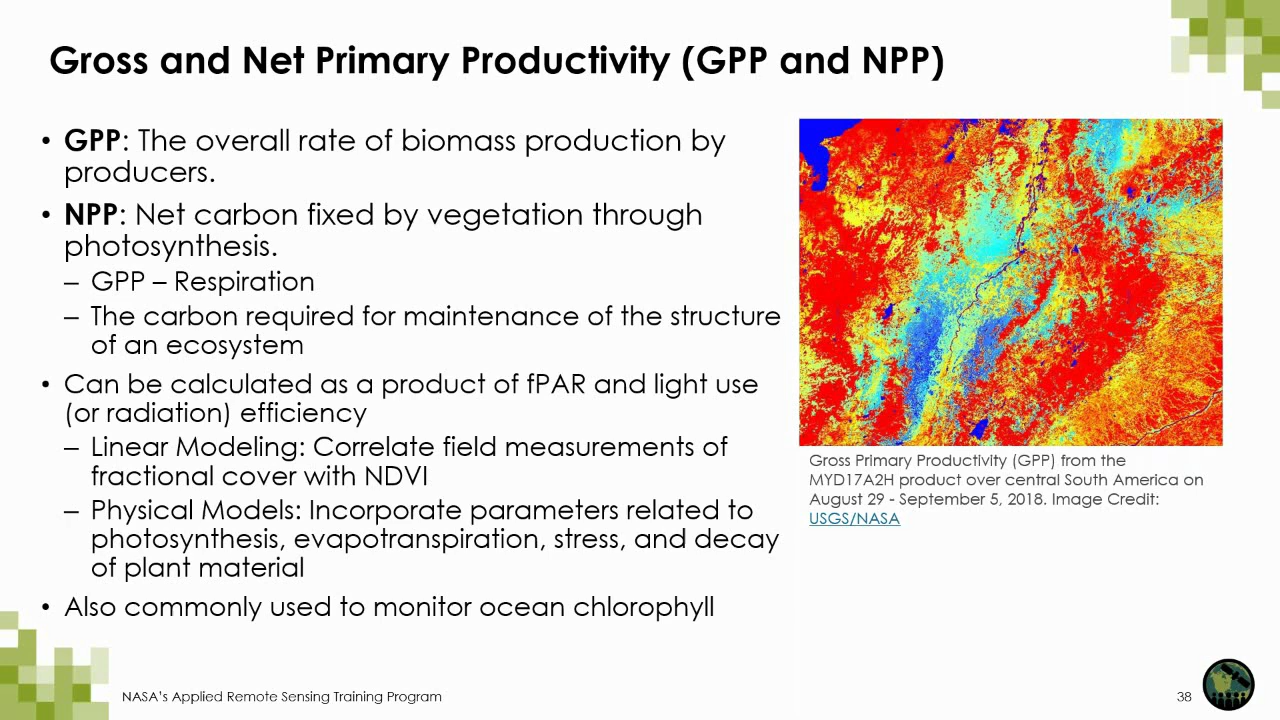 Gross and Net Primary Productivity (GPP and NPP)
• GPP: The overall rate of biomass production by
producers.
• NPP: Net carbon fixed by vegetation through
photosynthesis.
– GPP – Respiration
– The carbon required for maintenance of the structure
of an ecosystem
• Can be calculated as a product of fPAR and light use
(or radiation) efficiency
– Linear Modeling: Correlate field measurements of
fractional cover with NDVI
– Physical Models: Incorporate parameters related to
photosynthesis, evapotranspiration, stress, and decay
of plant material
• Also commonly used to monitor ocean chlorophyll
Gross Primary Productivity (GPP) from the
MYD17A2H product over central South America on
August 29 - September 5, 2018. Image Credit:
USGS/NASA
NASA's Applied Remote Sensing Training Program
38